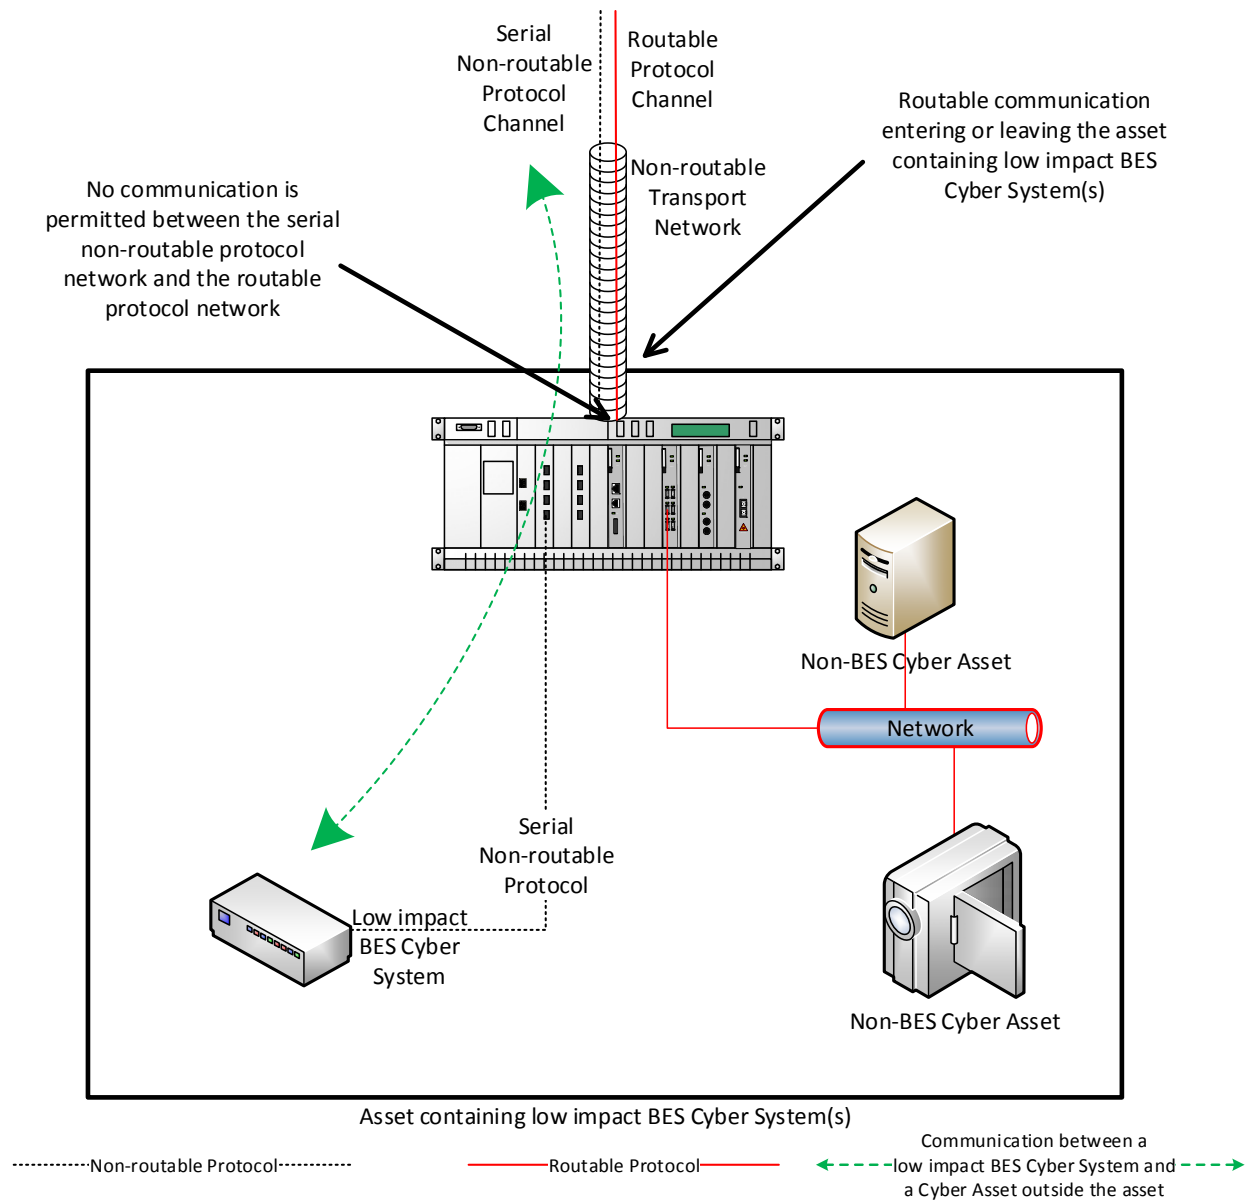 Serial
Non-routable
Protocol
Channel
Routable
Protocol
Channel
Non-routable
Transport
Network
Routable communication
entering or leaving the asset
containing low impact BES
Cyber System(s)
No communication is
permitted between the serial
non-routable protocol
network and the routable
protocol network
Non-BES Cyber Asset
Network
Serial
Non-routable
Protocol
Low impact
BES Cyber
System
Non-BES Cyber Asset
Asset containing low impact BES Cyber System(s)
Non-routable Protocol
Routable Protocol
Communication between a
low impact BES Cyber System and
a Cyber Asset outside the asset